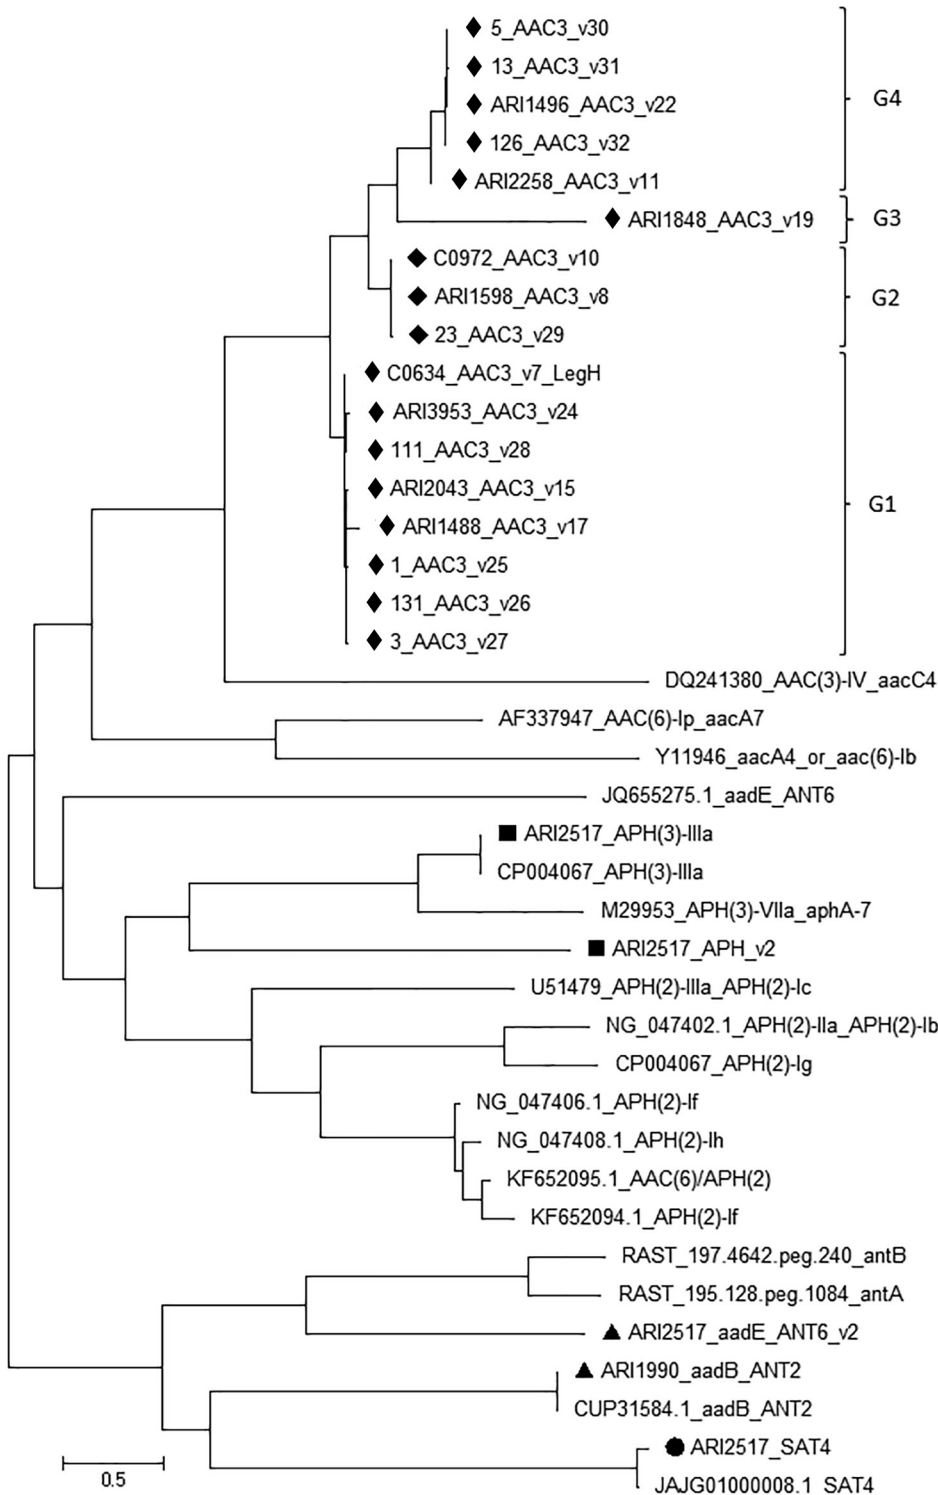 5_AAC3_v30
13_AAC3_v31
ARI1496_AAC3_v22
G4
126_AAC3_v32
ARI2258_AAC3_v11
ARI1848_AAC3_v19
G3
C0972_AAC3_v10
ARI1598_AAC3_v8
G2
23_AAC3_v29
C0634_AAC3_v7_LegH
ARI3953_AAC3_v24
111_AAC3_v28
ARI2043_AAC3_v15
G1
ARI1488_AAC3_v17
1_AAC3_v25
131_AAC3_v26
3_AAC3_v27
DQ241380_AAC(3)-IV_aacC4
AF337947_AAC(6)-Ip_aacA7
Y11946_aacA4_or_aac(6)-Ib
JQ655275.1_aadE_ANT6
ARI2517_APH(3)-IIIa
CP004067_APH(3)-IIIa
M29953_APH(3)-VIIa_aphA-7
ARI2517_APH_v2
U51479_APH(2)-IIIa_APH(2)-Ic
NG_047402.1_APH(2)-IIa_APH(2)-Ib
CP004067_APH(2)-Ig
NG_047406.1_APH(2)-If
NG_047408.1_APH(2)-Ih
KF652095.1_AAC(6)/APH(2)
KF652094.1_APH(2)-If
RAST_197.4642.peg.240_antB
RAST_195.128.peg.1084_antA
ARI2517_aadE_ANT6_v2
ARI1990_aadB_ANT2
CUP31584.1_aadB_ANT2
ARI2517_SAT4
0.5
JAJG01000008.1_SAT4